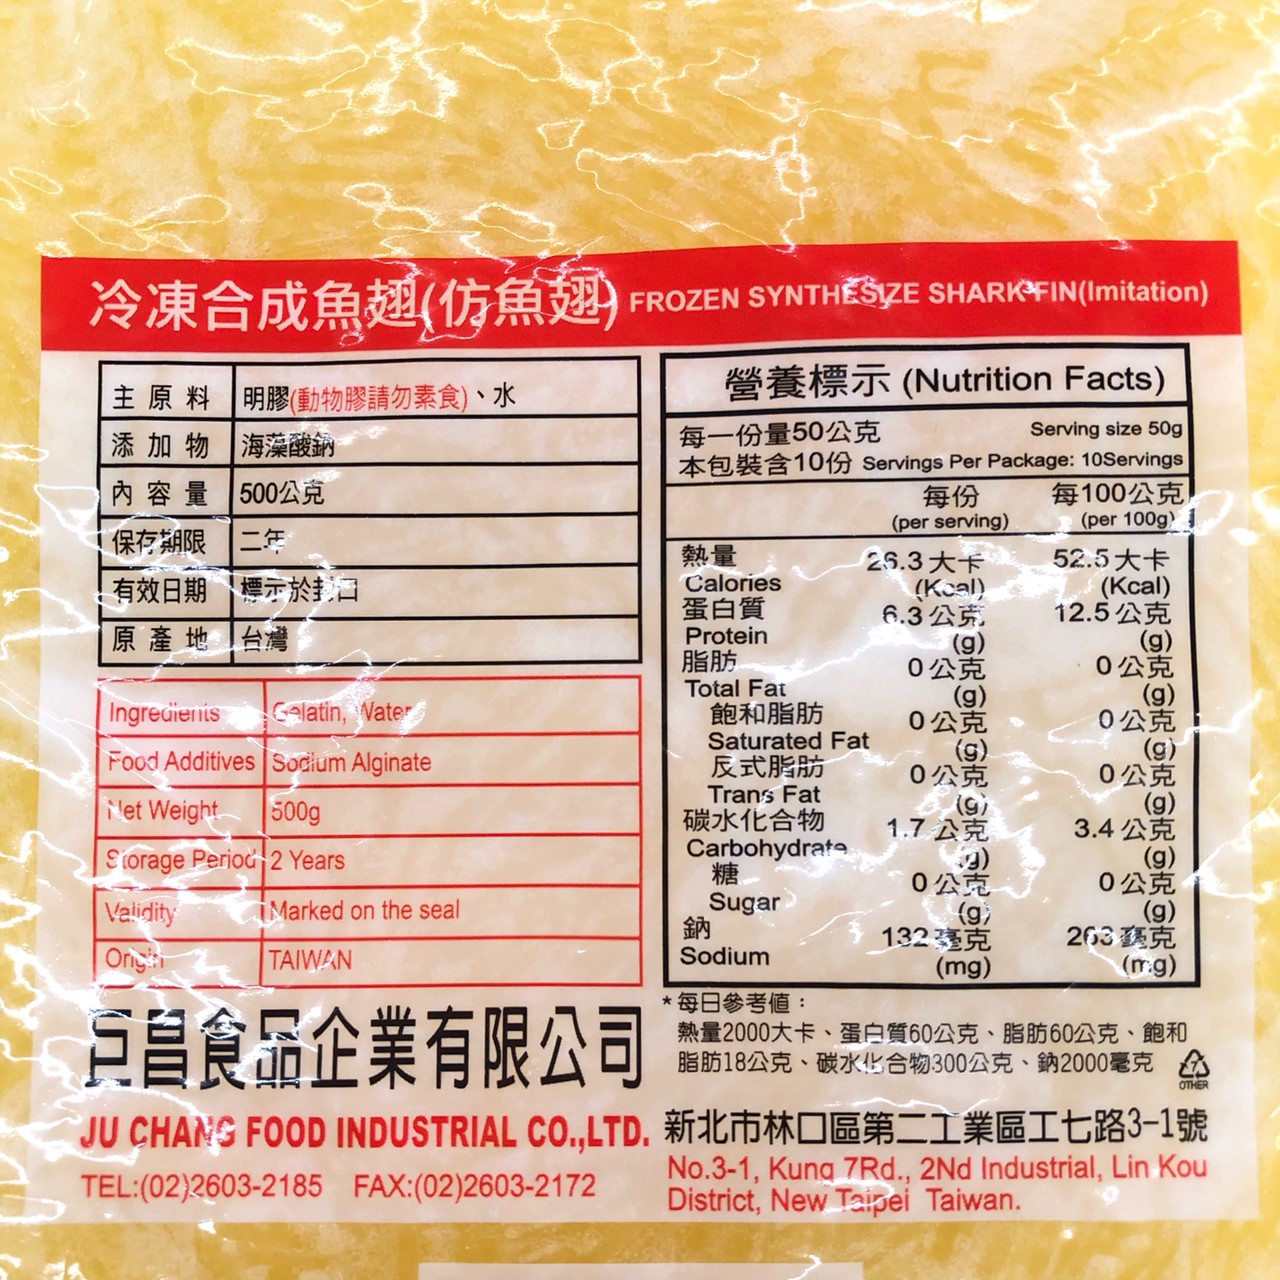 冷凍合成魚翅(仿魚翅) FROZEN SYNTHESIZE SHARK FIN(Imitation)
主原料 明膠(動物膠請勿素食)、水
添加物 海藻酸鈉
內容量 500公克
保存期限 二年
有效日期 標示於封口
原產地 台灣
Ingredients Gelatin, Water
Food Additives Sodium Alginate
Net Weight 500g
Storage Period 2 Years
Validity Marked on the seal
Origin TAIWAN
巨昌食品企業有限公司
JU CHANG FOOD INDUSTRIAL CO.,LTD.
TEL:(02)2603-2185 FAX:(02)2603-2172
營養標示 (Nutrition Facts)
每一份量50公克 Serving size 50g
本包裝含10份 Servings Per Package: 10Servings
每份 每100公克
(per serving) (per 100g)
熱量 26.3 大卡 52.5 大卡
Calories (Kcal) (Kcal)
蛋白質 6.3 公克 12.5 公克
Protein (g) (g)
脂肪 0 公克 0 公克
Total Fat (g) (g)
飽和脂肪 0 公克 0 公克
Saturated Fat (g) (g)
反式脂肪 0 公克 0 公克
Trans Fat (g) (g)
碳水化合物 1.7 公克 3.4 公克
Carbohydrate (g) (g)
糖 0 公克 0 公克
Sugar (g) (g)
鈉 132 毫克 263 毫克
Sodium (mg) (mg)
*每日參考值：
熱量2000大卡、蛋白質60公克、脂肪60公克、飽和
脂肪18公克、碳水化合物300公克、鈉2000毫克
7
OTHER
新北市林口區第二工業區工七路3-1號
No.3-1, Kung 7Rd., 2Nd Industrial, Lin Kou
District, New Taipei Taiwan.